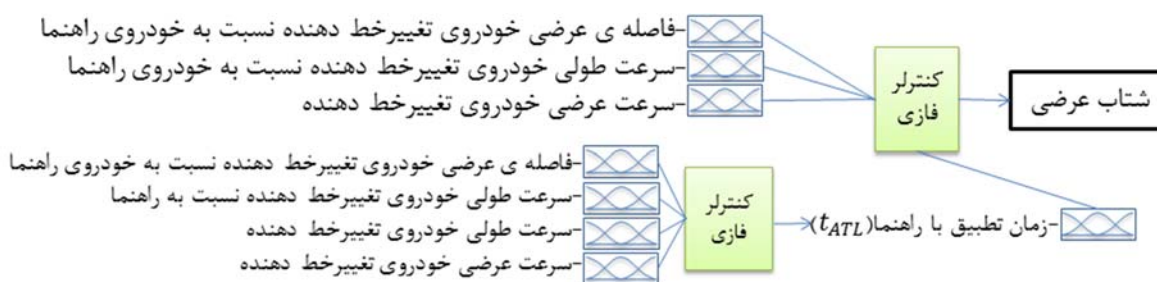 فاصله ی عرضی خودروی تغییرخط دهنده نسبت به خودروی راهنما-
سرعت طولی خودروی تغییرخط دهنده نسبت به خودروی راهنما-
سرعت عرضی خودروی تغییرخط دهنده-
کنترلر
فازی
شتاب عرضی
فاصله ی عرضی خودروی تغییرخط دهنده نسبت به خودروی راهنما-
سرعت طولی خودروی تغییرخط دهنده نسبت به راهنما-
سرعت طولی خودروی تغییرخط دهنده-
سرعت عرضی خودروی تغییرخط دهنده-
کنترلر
فازی
-زمان تطبیق با راهنما(t_ATL)